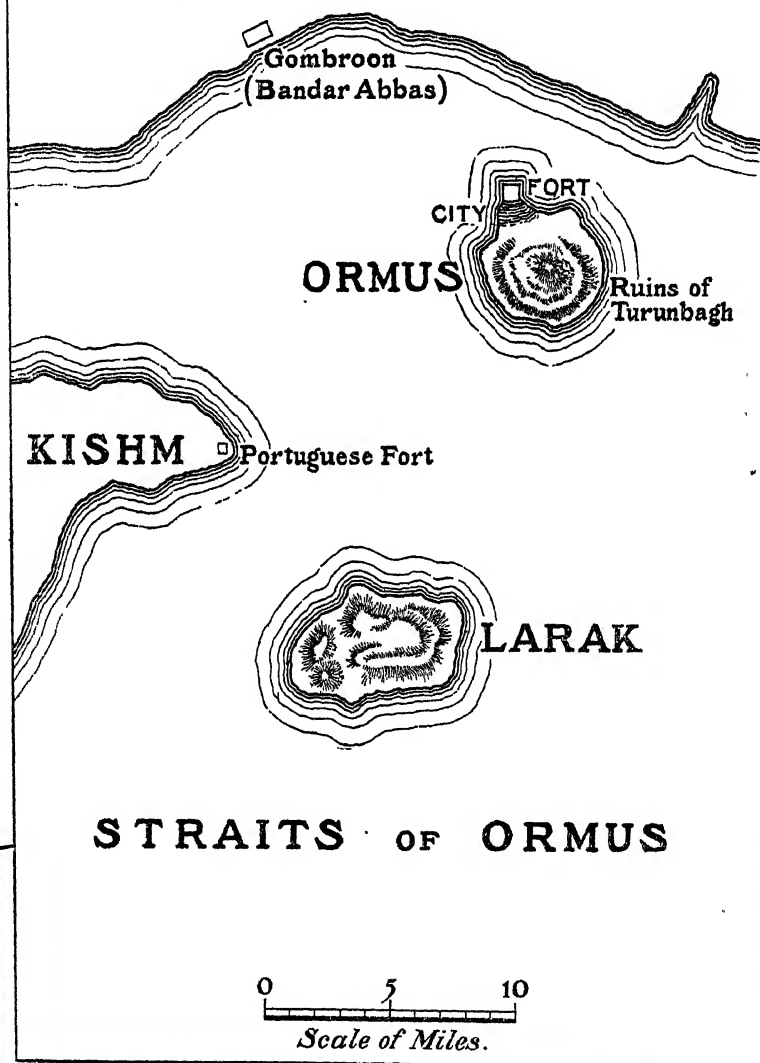 Gombroon
(Bandar Abbas)
FORT
CITY
ORMUS
Ruins of
Turunbagh
KISHM
Portuguese Fort
LARAK
STRAITS OF ORMUS
0 5 10
Scale of Miles.